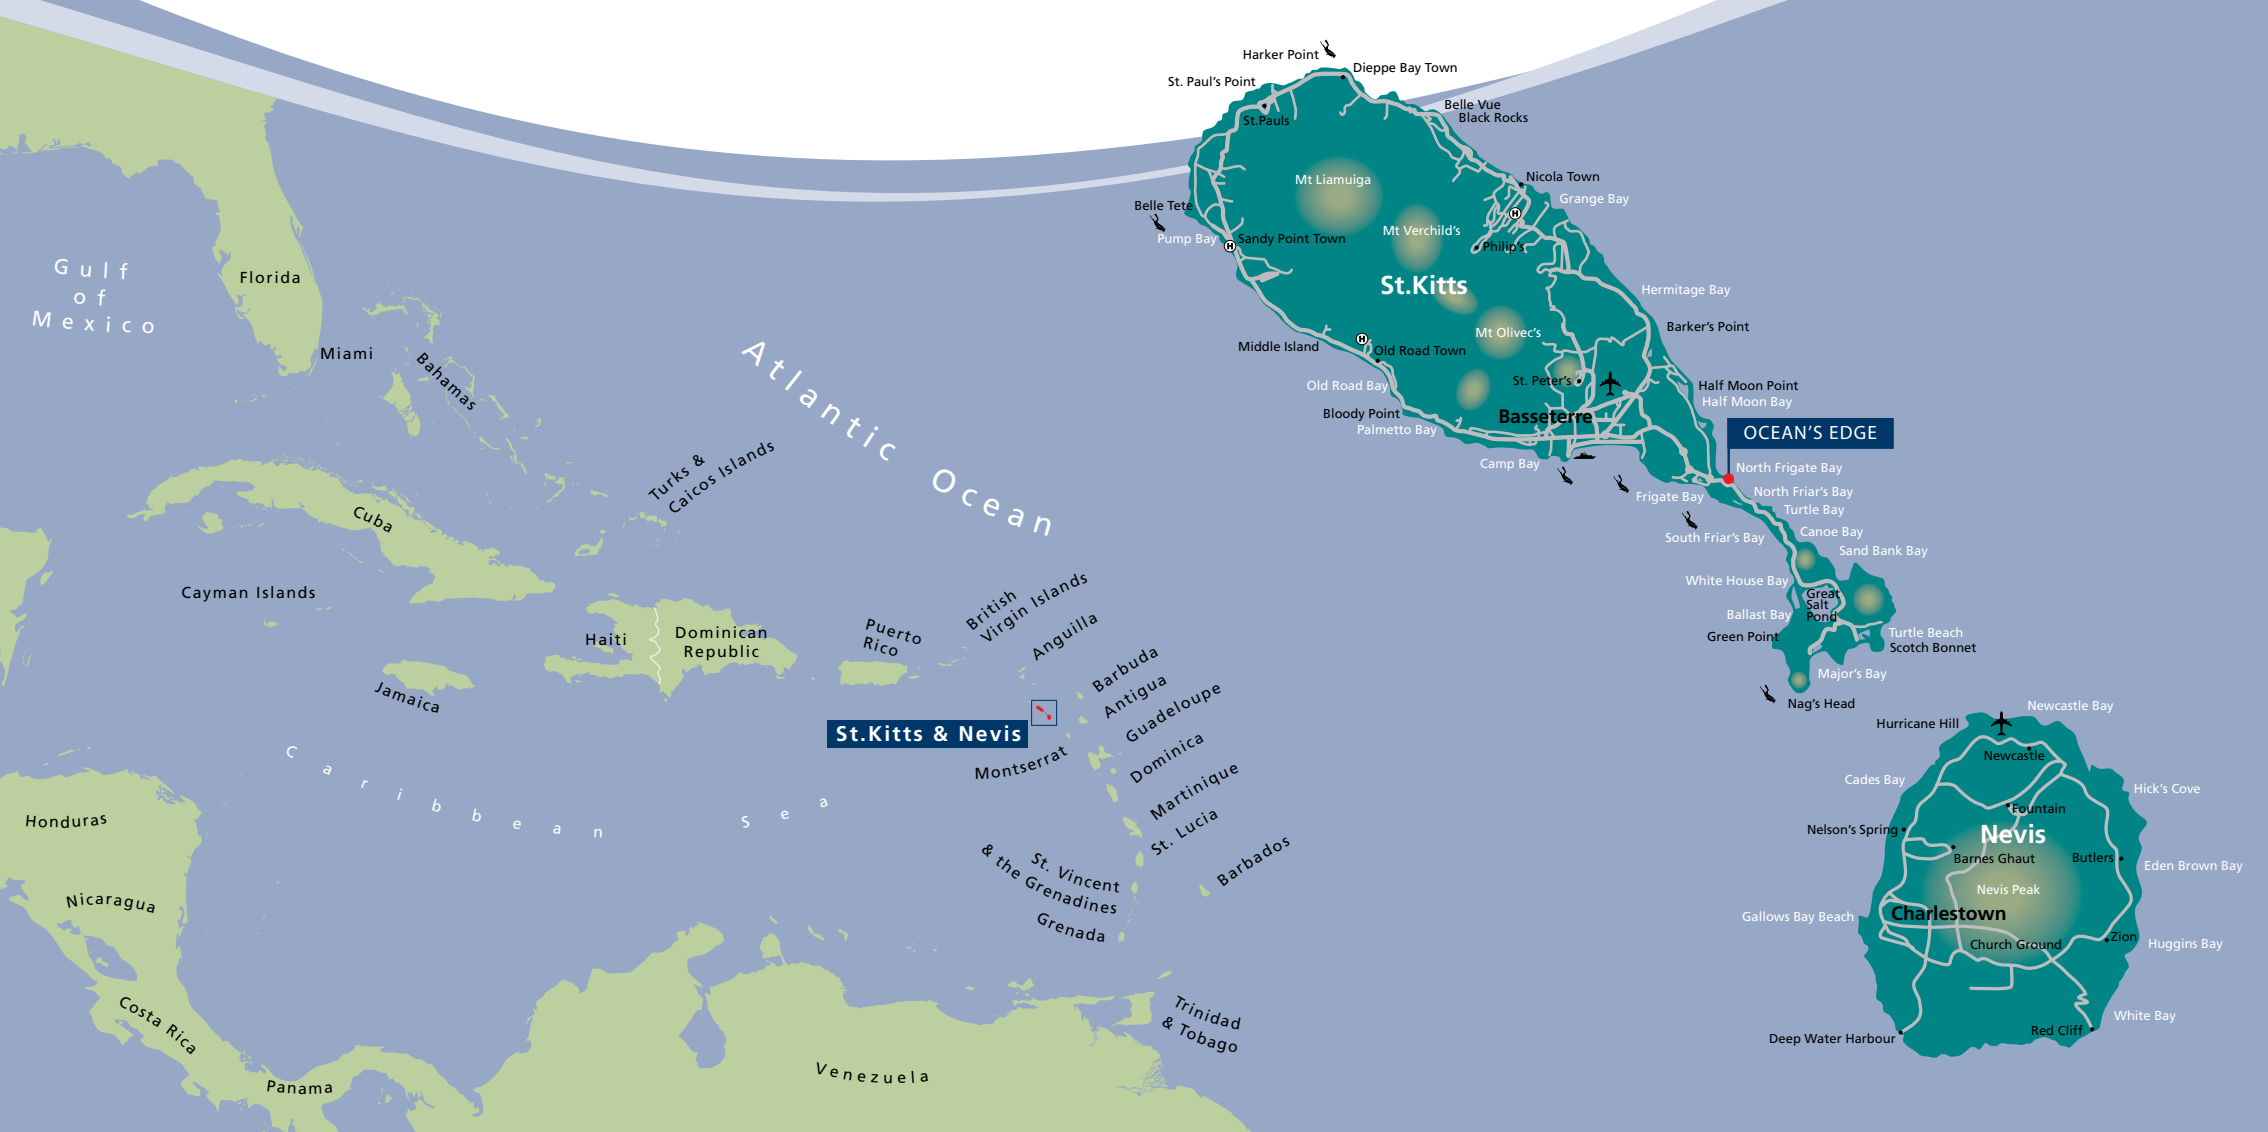 Gulf
of
Mexico
Florida
Miami
Bahamas
Atlantic Ocean
Turks &
Caicos Islands
Cuba
Cayman Islands
Jamaica
Haiti
Dominican
Republic
Puerto
Rico
British
Virgin Islands
Anguilla
Barbuda
Antigua
Guadeloupe
St.Kitts & Nevis
Montserrat
Dominica
Martinique
St. Lucia
St. Vincent
& the Grenadines
Barbados
Grenada
Caribbean Sea
Honduras
Nicaragua
Costa Rica
Panama
Venezuela
Trinidad
& Tobago
Harker Point
Dieppe Bay Town
St. Paul's Point
St.Pauls
Belle Vue
Black Rocks
Mt Liamuiga
Nicola Town
Grange Bay
Belle Tete
Pump Bay
H
Sandy Point Town
Mt Verchild's
H
Philip's
St.Kitts
Hermitage Bay
Barker's Point
Mt Olivec's
Middle Island
H
Old Road Town
Old Road Bay
St. Peter's
Half Moon Point
Half Moon Bay
Bloody Point
Palmetto Bay
Basseterre
OCEAN'S EDGE
Camp Bay
North Frigate Bay
Frigate Bay
North Friar's Bay
Turtle Bay
South Friar's Bay
Canoe Bay
Sand Bank Bay
White House Bay
Great
Salt
Pond
Ballast Bay
Green Point
Turtle Beach
Scotch Bonnet
Major's Bay
Nag's Head
Newcastle Bay
Hurricane Hill
Newcastle
Cades Bay
Hick's Cove
Fountain
Nelson's Spring
Nevis
Barnes Ghaut
Butlers
Eden Brown Bay
Nevis Peak
Gallows Bay Beach
Charlestown
Church Ground
Zion
Huggins Bay
White Bay
Red Cliff
Deep Water Harbour